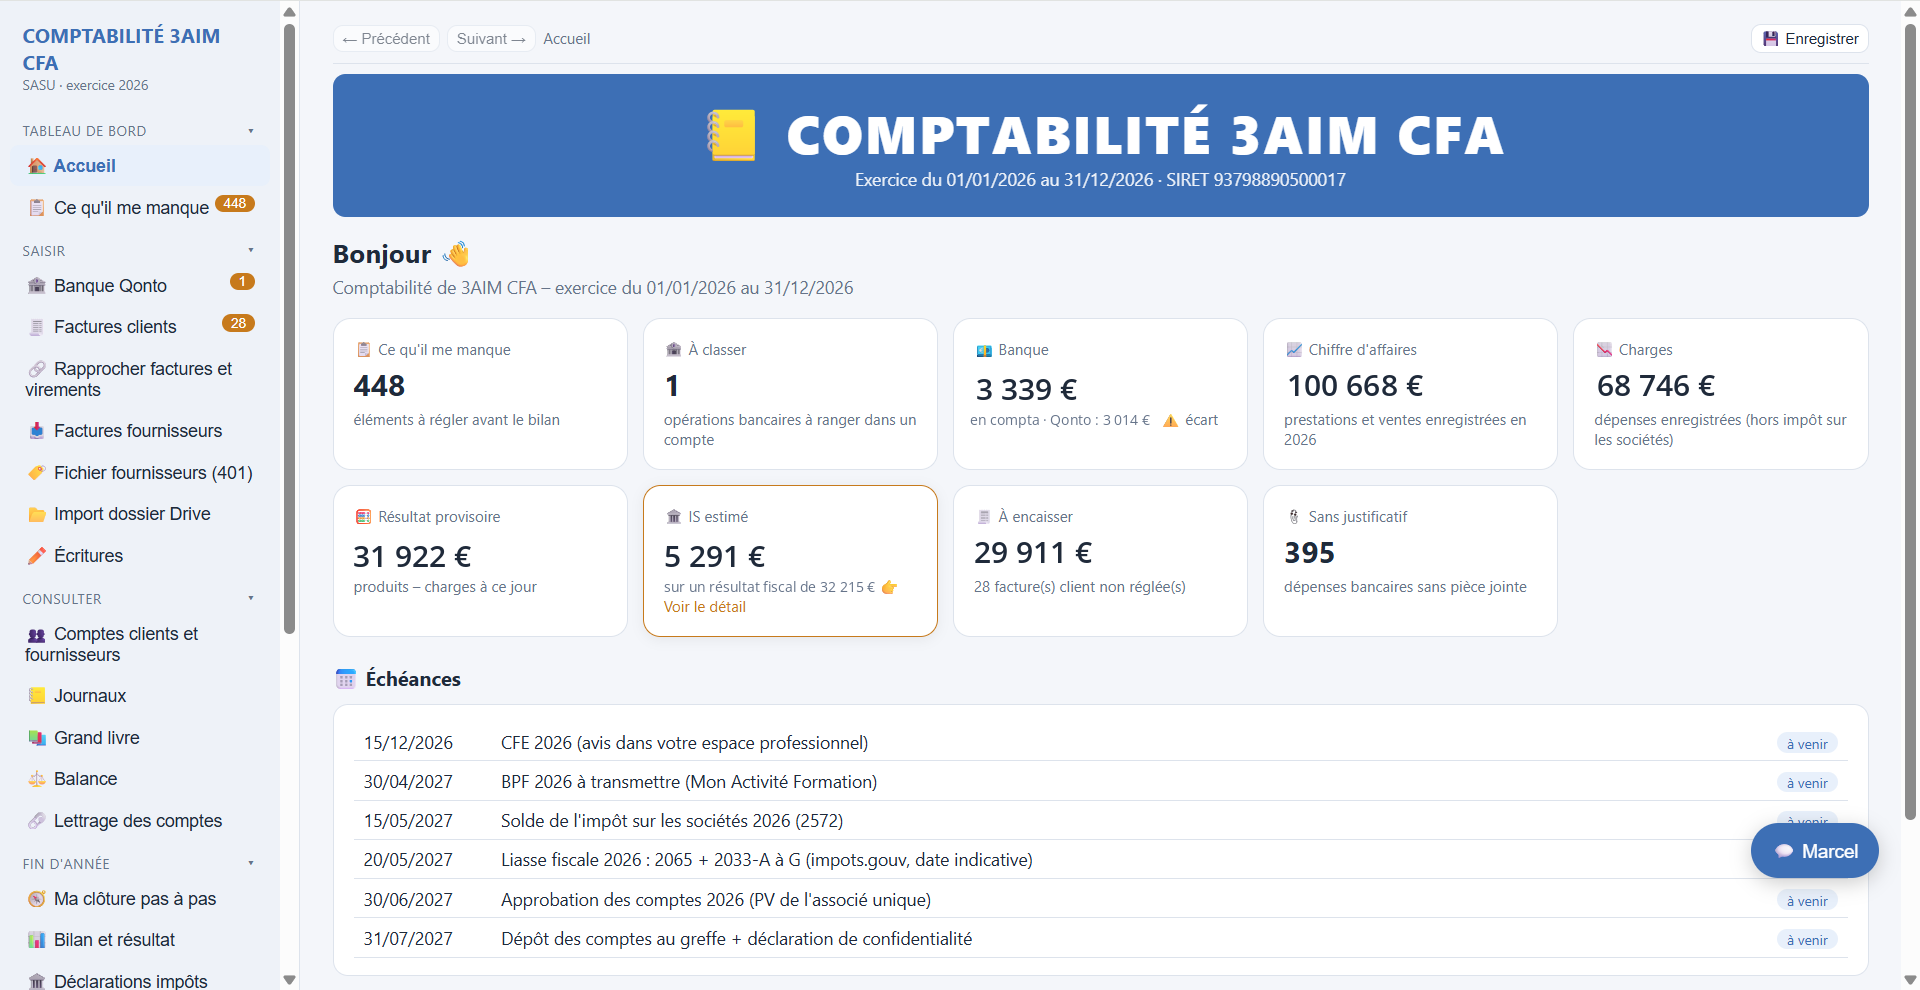 COMPTABILITÉ 3AIM
CFA
SASU · exercice 2026
TABLEAU DE BORD
Accueil
Ce qu'il me manque 448
SAISIR
Banque Qonto 1
Factures clients 28
Rapprocher factures et
virements
Factures fournisseurs
Fichier fournisseurs (401)
Import dossier Drive
Écritures
CONSULTER
Comptes clients et
fournisseurs
Journaux
Grand livre
Balance
Lettrage des comptes
FIN D'ANNÉE
Ma clôture pas à pas
Bilan et résultat
Déclarations impôts
← Précédent Suivant → Accueil
Enregistrer
COMPTABILITÉ 3AIM CFA
Exercice du 01/01/2026 au 31/12/2026 · SIRET 93798890500017
Bonjour
Comptabilité de 3AIM CFA – exercice du 01/01/2026 au 31/12/2026
Ce qu'il me manque
448
éléments à régler avant le bilan
À classer
1
opérations bancaires à ranger dans un
compte
Banque
3 339 €
en compta · Qonto : 3 014 € écart
Chiffre d'affaires
100 668 €
prestations et ventes enregistrées en
2026
Charges
68 746 €
dépenses enregistrées (hors impôt sur
les sociétés)
Résultat provisoire
31 922 €
produits – charges à ce jour
IS estimé
5 291 €
sur un résultat fiscal de 32 215 €
Voir le détail
À encaisser
29 911 €
28 facture(s) client non réglée(s)
Sans justificatif
395
dépenses bancaires sans pièce jointe
Échéances
15/12/2026 CFE 2026 (avis dans votre espace professionnel) à venir
30/04/2027 BPF 2026 à transmettre (Mon Activité Formation) à venir
15/05/2027 Solde de l'impôt sur les sociétés 2026 (2572) à venir
20/05/2027 Liasse fiscale 2026 : 2065 + 2033-A à G (impots.gouv, date indicative)
Marcel
30/06/2027 Approbation des comptes 2026 (PV de l'associé unique) à venir
31/07/2027 Dépôt des comptes au greffe + déclaration de confidentialité à venir